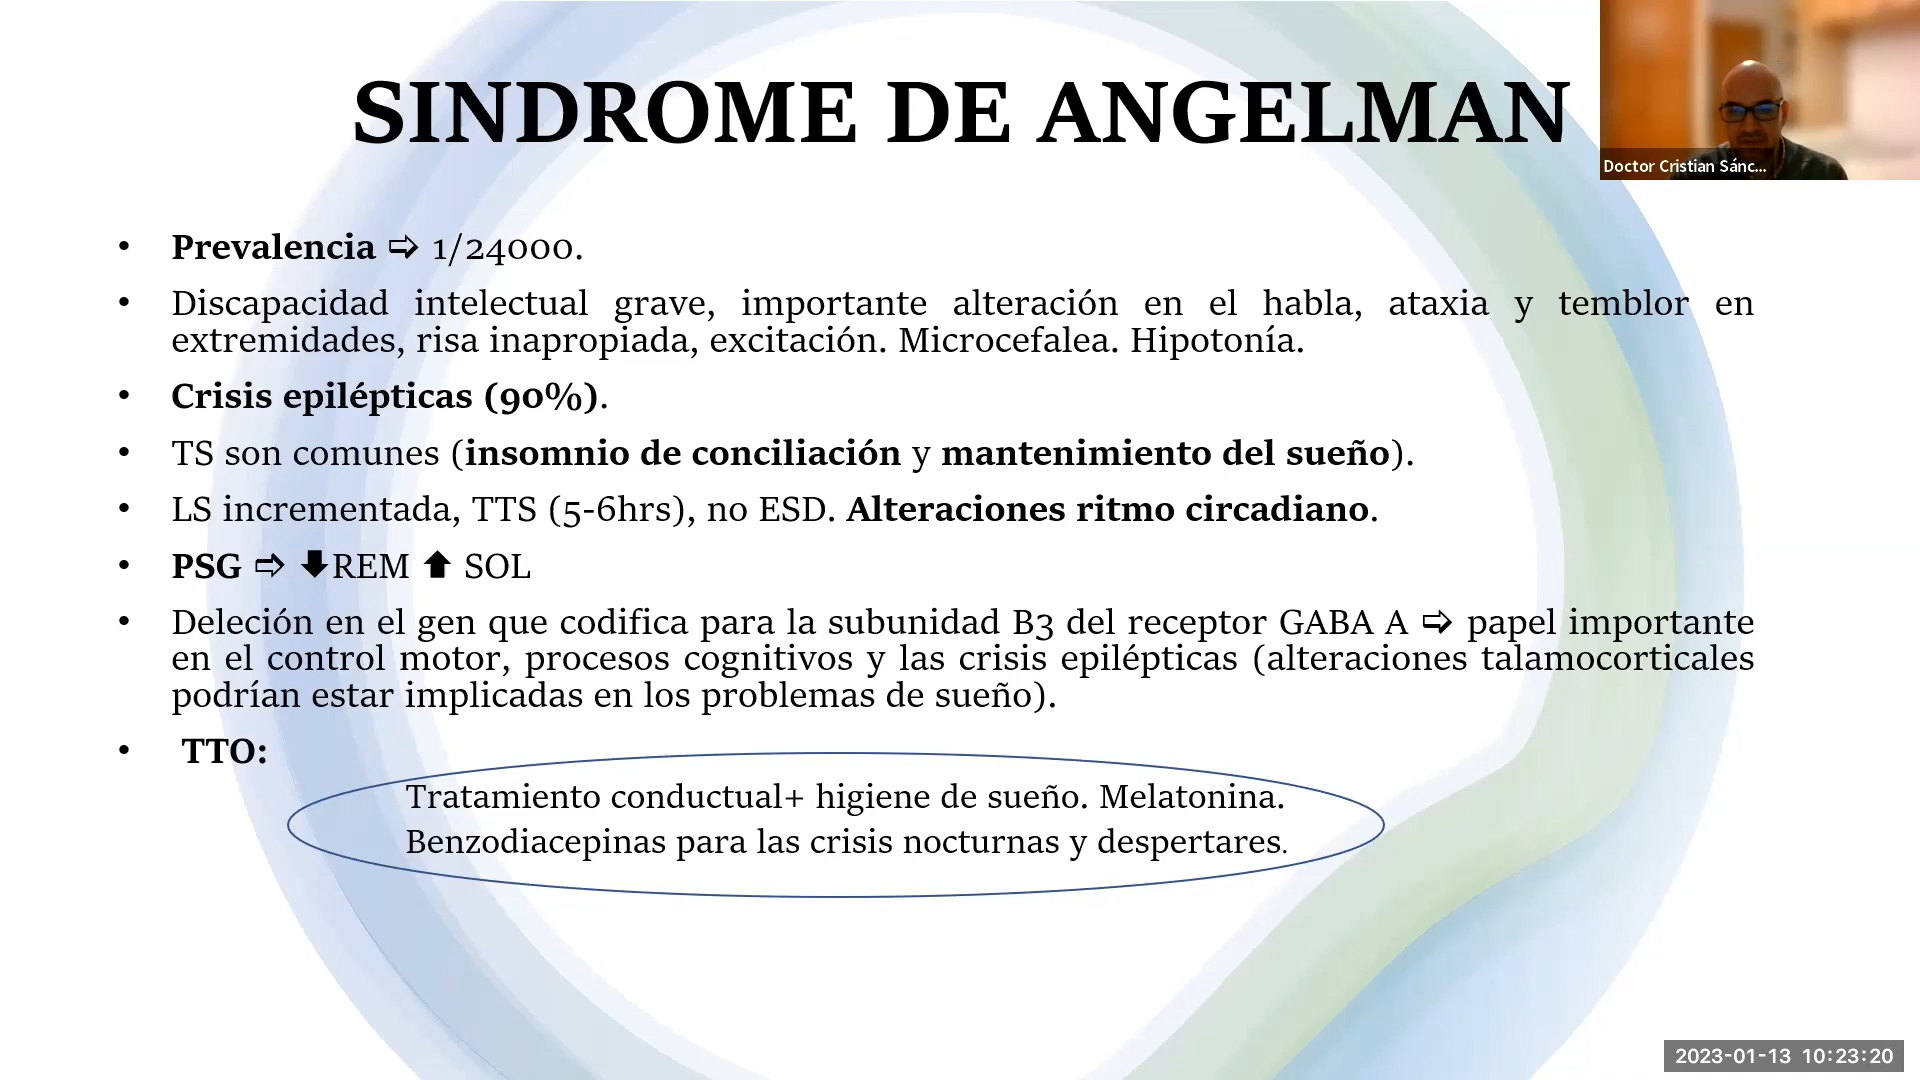 SINDROME DE ANGELMAN
Doctor Cristian Sánc...
• Prevalencia ⇨ 1/24000.
• Discapacidad intelectual grave, importante alteración en el habla, ataxia y temblor en
extremidades, risa inapropiada, excitación. Microcefalea. Hipotonía.
• Crisis epilépticas (90%).
• TS son comunes (insomnio de conciliación y mantenimiento del sueño).
• LS incrementada, TTS (5-6hrs), no ESD. Alteraciones ritmo circadiano.
• PSG ⇨ 🡇REM 🡅 SOL
• Deleción en el gen que codifica para la subunidad B3 del receptor GABA A ⇨ papel importante
en el control motor, procesos cognitivos y las crisis epilépticas (alteraciones talamocorticales
podrían estar implicadas en los problemas de sueño).
• TTO:
Tratamiento conductual+ higiene de sueño. Melatonina.
Benzodiacepinas para las crisis nocturnas y despertares.
2023-01-13 10:23:20